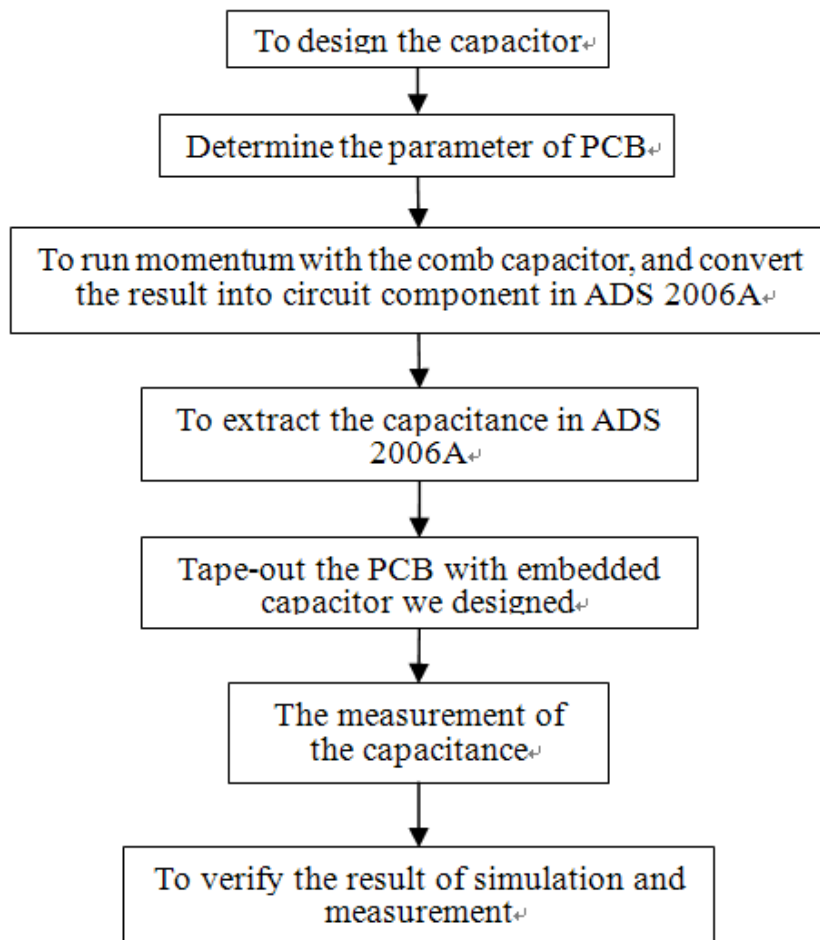 To design the capacitor↵
Determine the parameter of PCB↵
To run momentum with the comb capacitor, and convert
the result into circuit component in ADS 2006A↵
To extract the capacitance in ADS
2006A↵
Tape-out the PCB with embedded
capacitor we designed↵
The measurement of
the capacitance↵
To verify the result of simulation and
measurement↵